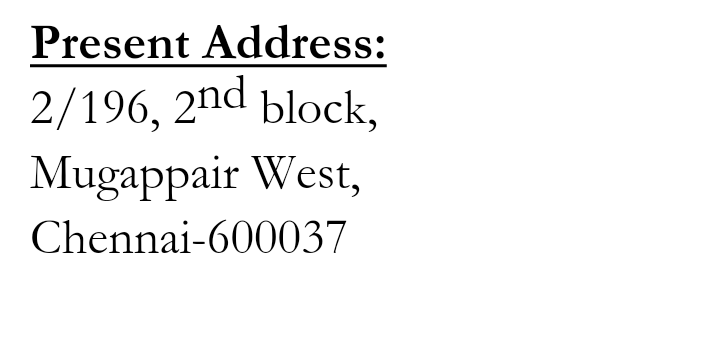 Present Address:
2/196, 2nd block,
Mugappair West,
Chennai-600037